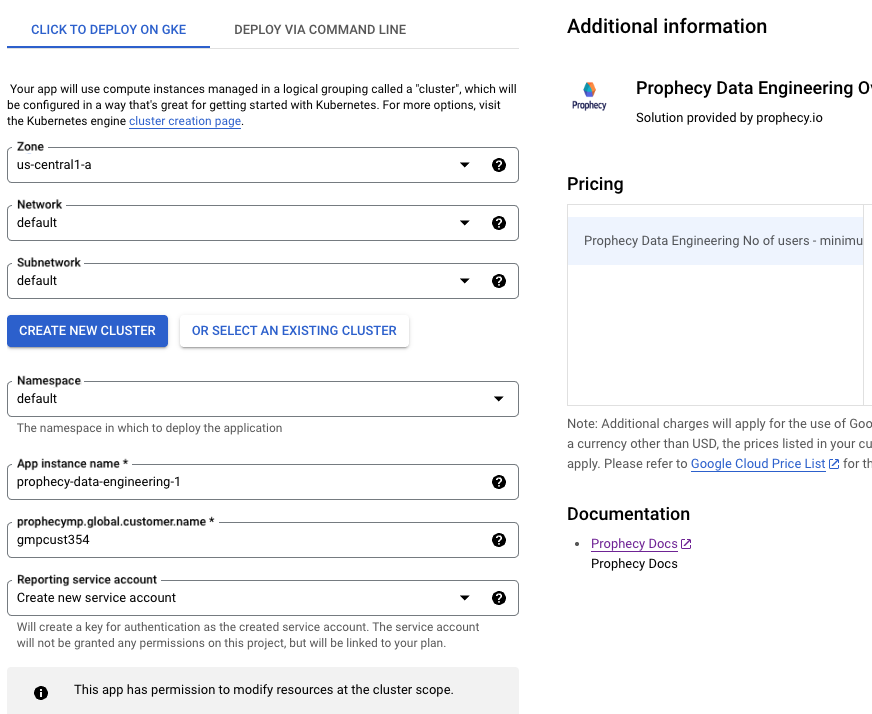 CLICK TO DEPLOY ON GKE
DEPLOY VIA COMMAND LINE
Your app will use compute instances managed in a logical grouping called a "cluster", which will
be configured in a way that's great for getting started with Kubernetes. For more options, visit
the Kubernetes engine cluster creation page.
Zone
us-central1-a
Network
default
Subnetwork
default
CREATE NEW CLUSTER
OR SELECT AN EXISTING CLUSTER
Namespace
default
The namespace in which to deploy the application
App instance name *
prophecy-data-engineering-1
prophecymp.global.customer.name *
gmpcust354
Reporting service account
Create new service account
Will create a key for authentication as the created service account. The service account
will not be granted any permissions on this project, but will be linked to your plan.
This app has permission to modify resources at the cluster scope.
Additional information
Prophecy
Prophecy Data Engineering Ov
Solution provided by prophecy.io
Pricing
Prophecy Data Engineering No of users - minimu
Note: Additional charges will apply for the use of Goo
a currency other than USD, the prices listed in your cu
apply. Please refer to Google Cloud Price List for th
Documentation
• Prophecy Docs
Prophecy Docs